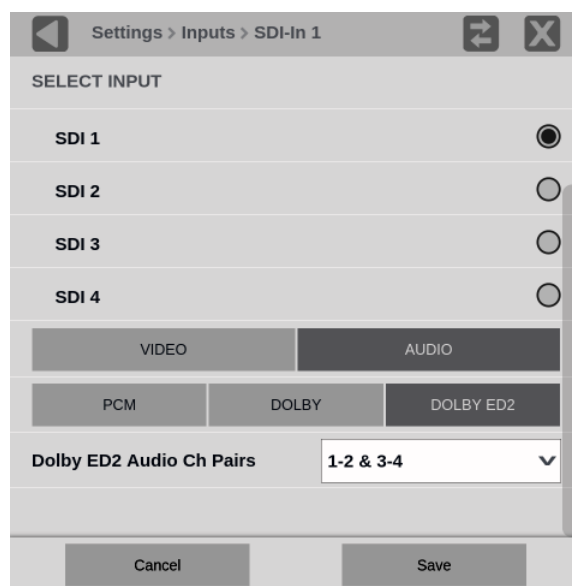 Settings > Inputs > SDI-In 1
SELECT INPUT
SDI 1
SDI 2
SDI 3
SDI 4
VIDEO AUDIO
PCM DOLBY DOLBY ED2
Dolby ED2 Audio Ch Pairs 1-2 & 3-4
Cancel Save